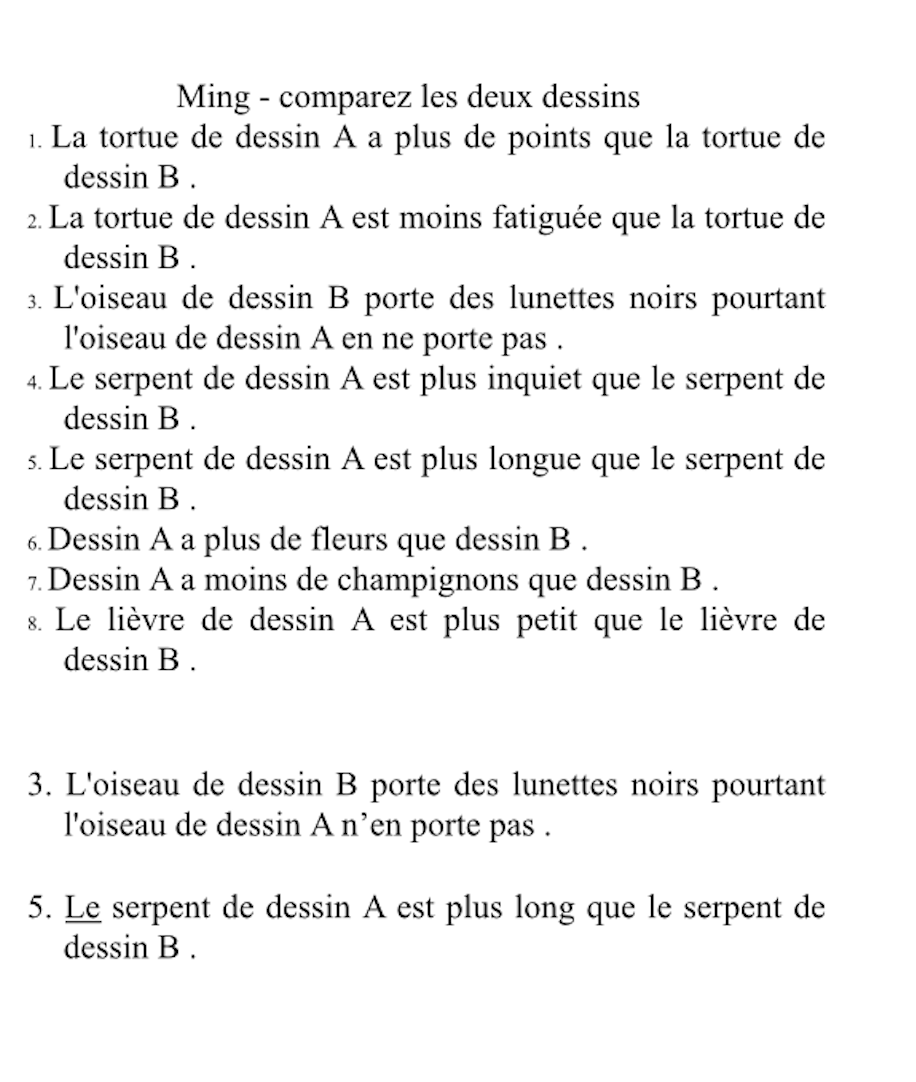 Ming - comparez les deux dessins
1. La tortue de dessin A a plus de points que la tortue de
dessin B .
2. La tortue de dessin A est moins fatiguée que la tortue de
dessin B .
3. L'oiseau de dessin B porte des lunettes noirs pourtant
l'oiseau de dessin A en ne porte pas .
4. Le serpent de dessin A est plus inquiet que le serpent de
dessin B .
5. Le serpent de dessin A est plus longue que le serpent de
dessin B .
6. Dessin A a plus de fleurs que dessin B .
7. Dessin A a moins de champignons que dessin B .
8. Le lièvre de dessin A est plus petit que le lièvre de
dessin B .
3. L'oiseau de dessin B porte des lunettes noirs pourtant
l'oiseau de dessin A n’en porte pas .
5. Le serpent de dessin A est plus long que le serpent de
dessin B .